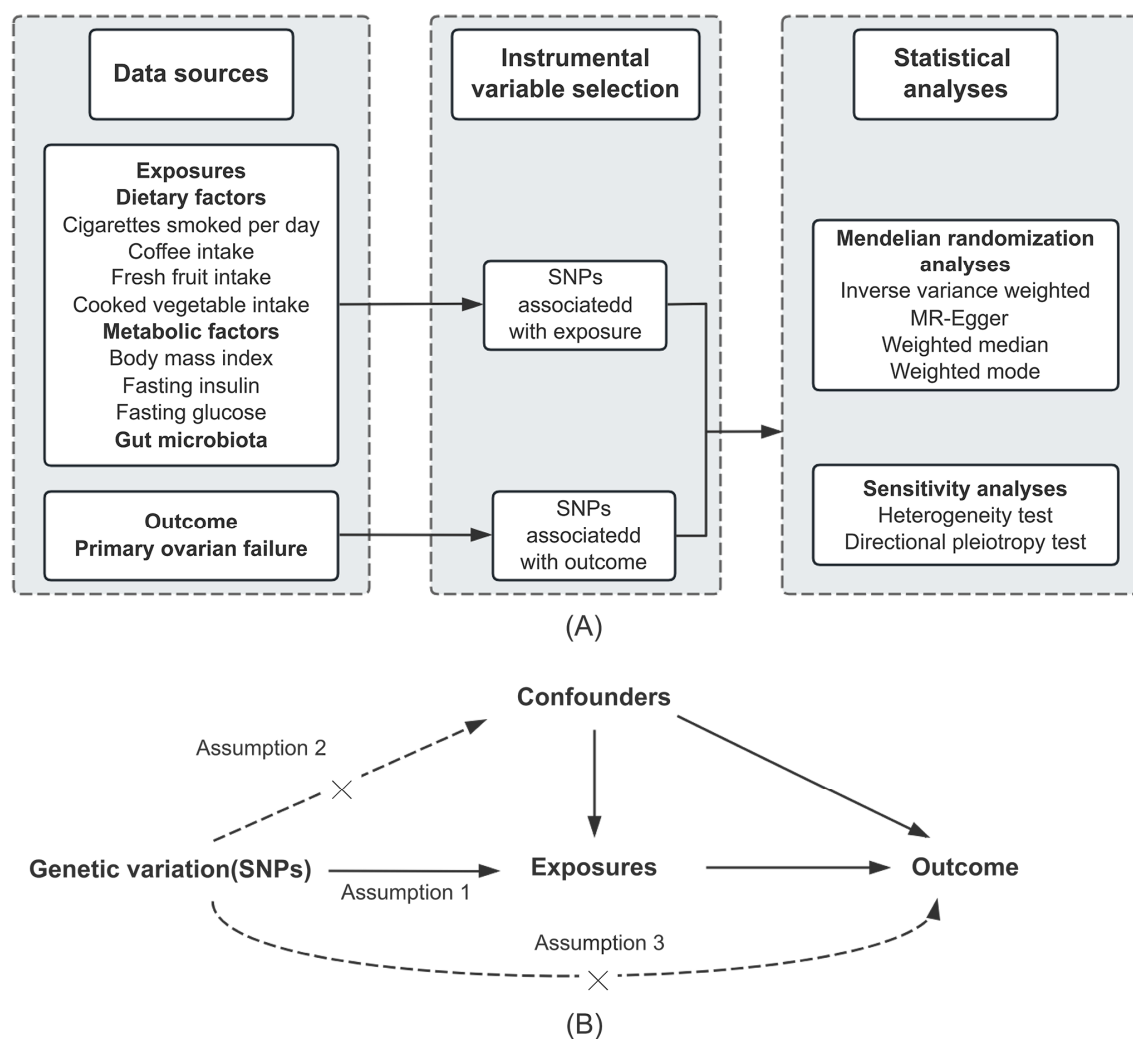 Data sources
Exposures
Dietary factors
Cigarettes smoked per day
Coffee intake
Fresh fruit intake
Cooked vegetable intake
Metabolic factors
Body mass index
Fasting insulin
Fasting glucose
Gut microbiota
Outcome
Primary ovarian failure
Instrumental
variable selection
SNPs
associatedd
with exposure
SNPs
associatedd
with outcome
Statistical
analyses
Mendelian randomization
analyses
Inverse variance weighted
MR-Egger
Weighted median
Weighted mode
Sensitivity analyses
Heterogeneity test
Directional pleiotropy test
(A)
Confounders
Assumption 2
Genetic variation(SNPs)
Assumption 1
Exposures
Outcome
Assumption 3
(B)